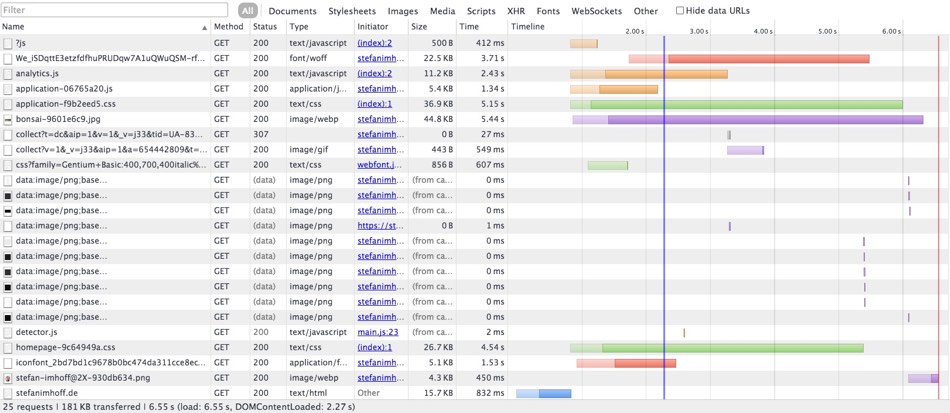 Filter All Documents Stylesheets Images Media Scripts XHR Fonts WebSockets Other Hide data URLs
Name Method Status Type Initiator Size Time Timeline
2.00 s 3.00 s 4.00 s 5.00 s 6.00 s
?js GET 200 text/javascript (index):2 500 B 412 ms
We_iSDqttE3etzfdfhuPRUDqw7A1uQWuQSM-rf... GET 200 font/woff stefanimh... 22.5 KB 3.71 s
analytics.js GET 200 text/javascript (index):2 11.2 KB 2.43 s
application-06765a20.js GET 200 application/j... stefanimh... 5.4 KB 1.34 s
application-f9b2eed5.css GET 200 text/css (index):1 36.9 KB 5.15 s
bonsai-9601e6c9.jpg GET 200 image/webp stefanimh... 44.8 KB 5.44 s
collect?t=dc&aip=1&v=1&_v=j33&tid=UA-83... GET 307 stefanimh... 0 B 27 ms
collect?v=1&_v=j33&aip=1&a=654442809&t=... GET 200 image/gif stefanimh... 443 B 549 ms
css?family=Gentium+Basic:400,700,400italic%... GET 200 text/css webfont.j... 856 B 607 ms
data:image/png;base... GET (data) image/png stefanimh... (from ca... 0 ms
data:image/png;base... GET (data) image/png stefanimh... (from ca... 0 ms
data:image/png;base... GET (data) image/png stefanimh... (from ca... 0 ms
data:image/png;base... GET (data) image/png https://st... 0 B 1 ms
data:image/png;base... GET (data) image/png stefanimh... (from ca... 0 ms
data:image/png;base... GET (data) image/png stefanimh... (from ca... 0 ms
data:image/png;base... GET (data) image/png stefanimh... (from ca... 0 ms
data:image/png;base... GET (data) image/png stefanimh... (from ca... 0 ms
data:image/png;base... GET (data) image/png stefanimh... (from ca... 0 ms
data:image/png;base... GET (data) image/png stefanimh... (from ca... 0 ms
detector.js GET 200 text/javascript main.js:23 (from ca... 2 ms
homepage-9c64949a.css GET 200 text/css (index):1 26.7 KB 4.54 s
iconfont_2bd7bd1c9678b0bc474da311cce8ec... GET 200 application/f... stefanimh... 5.1 KB 1.53 s
stefan-imhoff@2X-930db634.png GET 200 image/webp stefanimh... 4.3 KB 450 ms
stefanimhoff.de GET 200 text/html Other 15.7 KB 832 ms
25 requests | 181 KB transferred | 6.55 s (load: 6.55 s, DOMContentLoaded: 2.27 s)